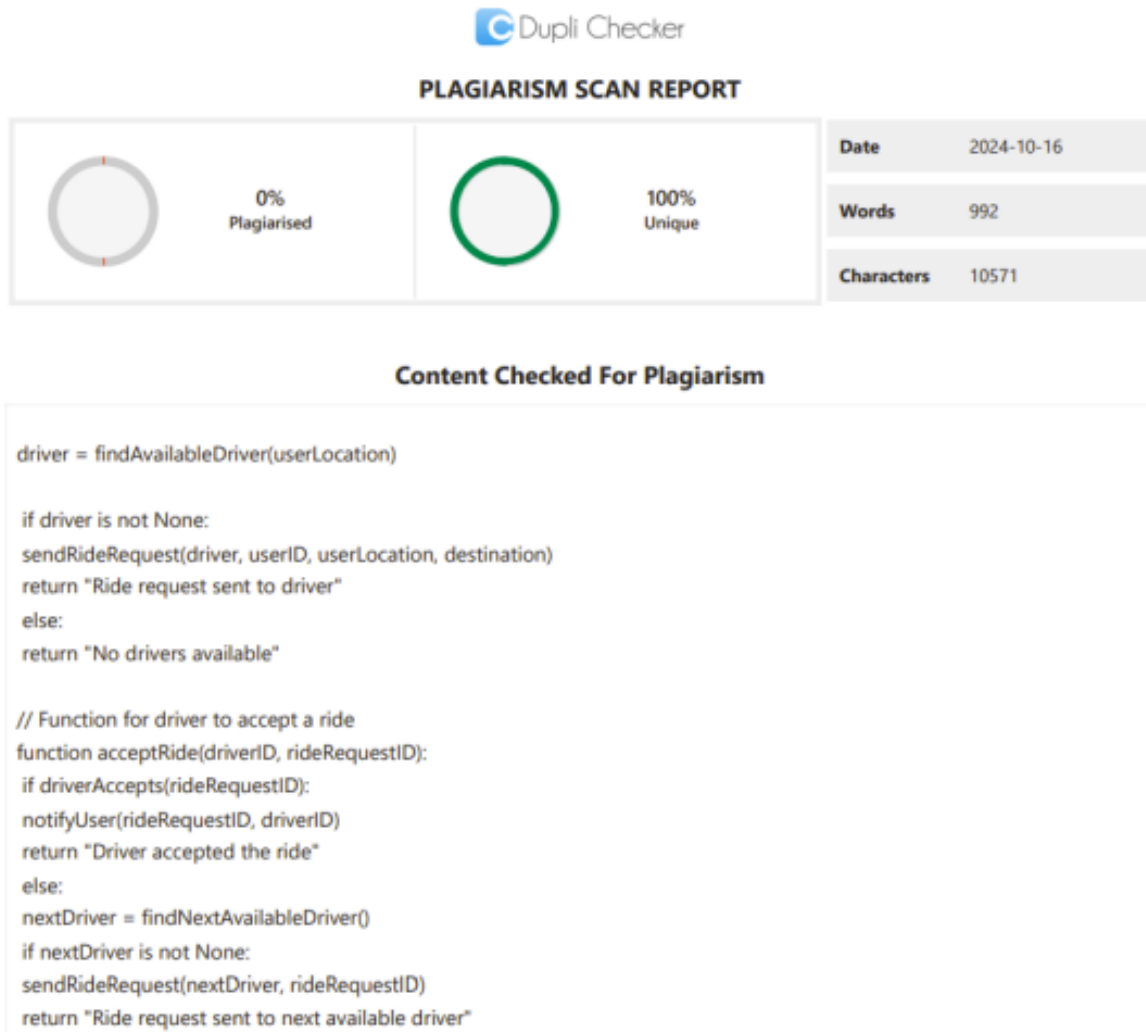 Dupli Checker
PLAGIARISM SCAN REPORT
0%
Plagiarised
100%
Unique
Date 2024-10-16
Words 992
Characters 10571
Content Checked For Plagiarism
driver = findAvailableDriver(userLocation)
if driver is not None:
sendRideRequest(driver, userID, userLocation, destination)
return "Ride request sent to driver"
else:
return "No drivers available"
// Function for driver to accept a ride
function acceptRide(driverID, rideRequestID):
if driverAccepts(rideRequestID):
notifyUser(rideRequestID, driverID)
return "Driver accepted the ride"
else:
nextDriver = findNextAvailableDriver()
if nextDriver is not None:
sendRideRequest(nextDriver, rideRequestID)
return "Ride request sent to next available driver"